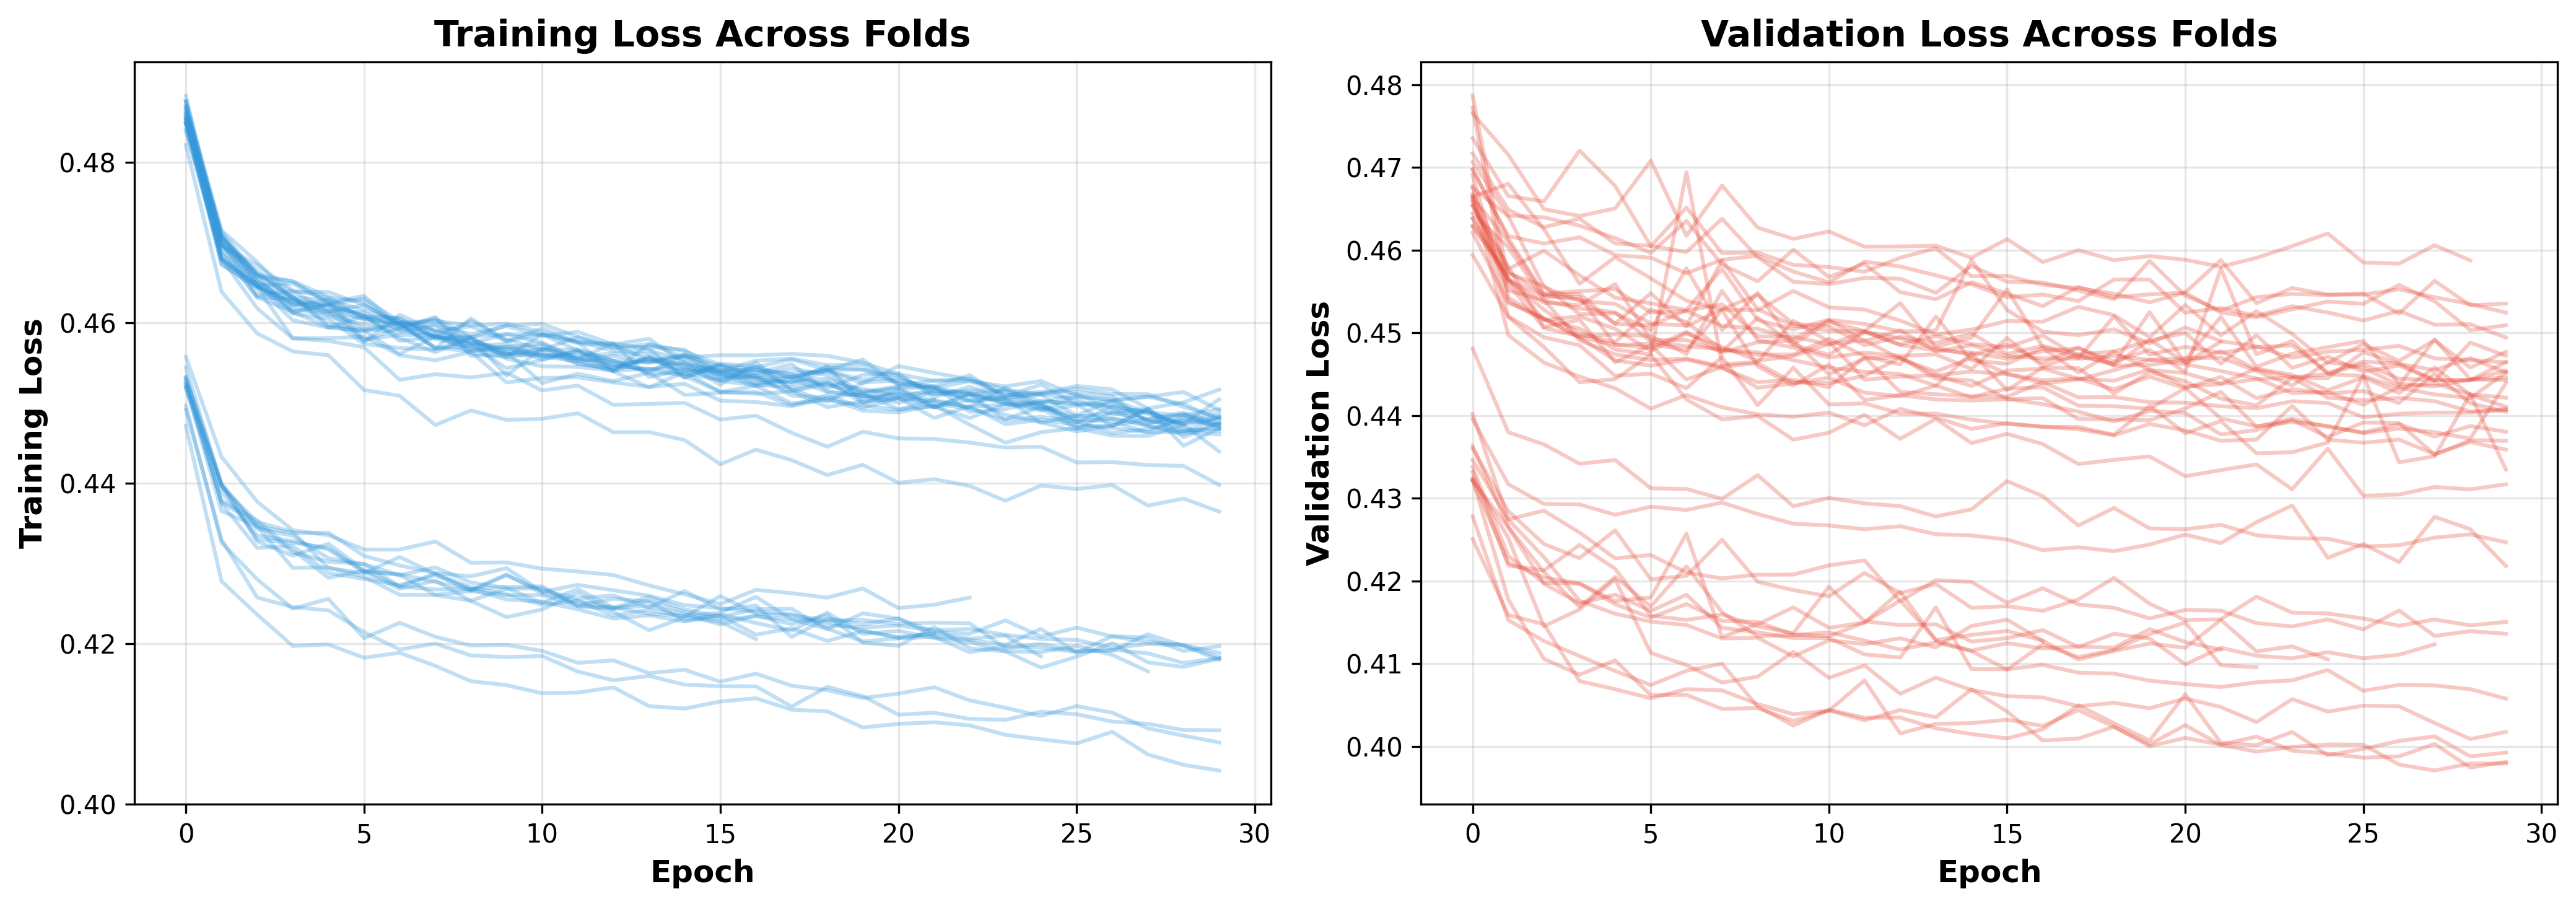 Training Loss Across Folds
Training Loss
0.48
0.46
0.44
0.42
0.40
0 5 10 15 20 25 30
Epoch
Validation Loss Across Folds
Validation Loss
0.48
0.47
0.46
0.45
0.44
0.43
0.42
0.41
0.40
0 5 10 15 20 25 30
Epoch